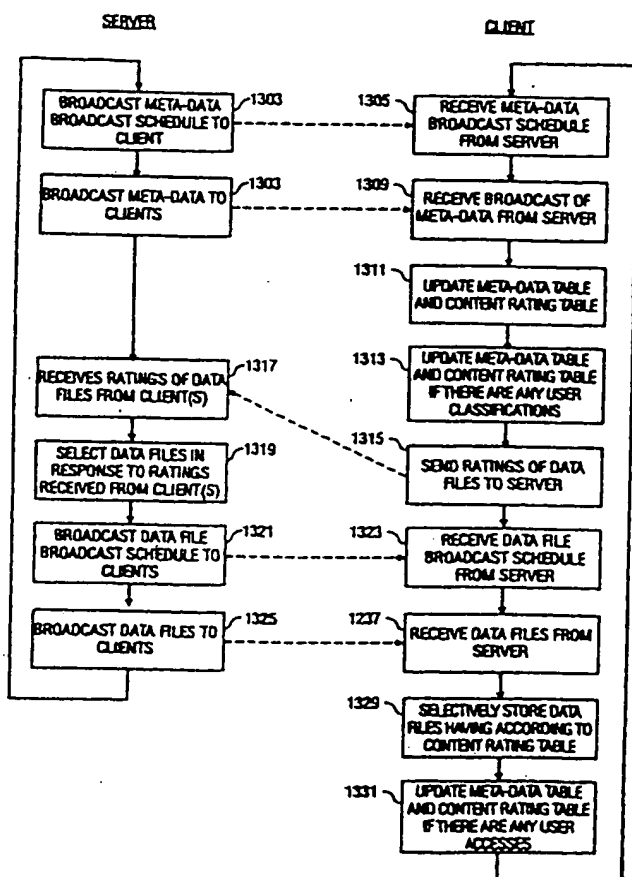 SERVER
CLIENT
1303
BROADCAST META-DATA
BROADCAST SCHEDULE TO
CLIENT
1305
RECEIVE META-DATA
BROADCAST SCHEDULE
FROM SERVER
1303
BROADCAST META-DATA TO
CLIENTS
1309
RECEIVE BROADCAST OF
META-DATA FROM SERVER
1311
UPDATE META-DATA TABLE
AND CONTENT RATING TABLE
1313
UPDATE META-DATA TABLE
AND CONTENT RATING TABLE
IF THERE ARE ANY USER
CLASSIFICATIONS
1317
RECEIVES RATINGS OF DATA
FILES FROM CLIENT(S)
1315
SEND RATINGS OF DATA
FILES TO SERVER
1319
SELECT DATA FILES IN
RESPONSE TO RATINGS
RECEIVED FROM CLIENT(S)
1321
BROADCAST DATA FILE
BROADCAST SCHEDULE TO
CLIENTS
1323
RECEIVE DATA FILE
BROADCAST SCHEDULE
FROM SERVER
1325
BROADCAST DATA FILES TO
CLIENTS
1237
RECEIVE DATA FILES FROM
SERVER
1329
SELECTIVELY STORE DATA
FILES HAVING ACCORDING TO
CONTENT RATING TABLE
1331
UPDATE META-DATA TABLE
AND CONTENT RATING TABLE
IF THERE ARE ANY USER
ACCESSES